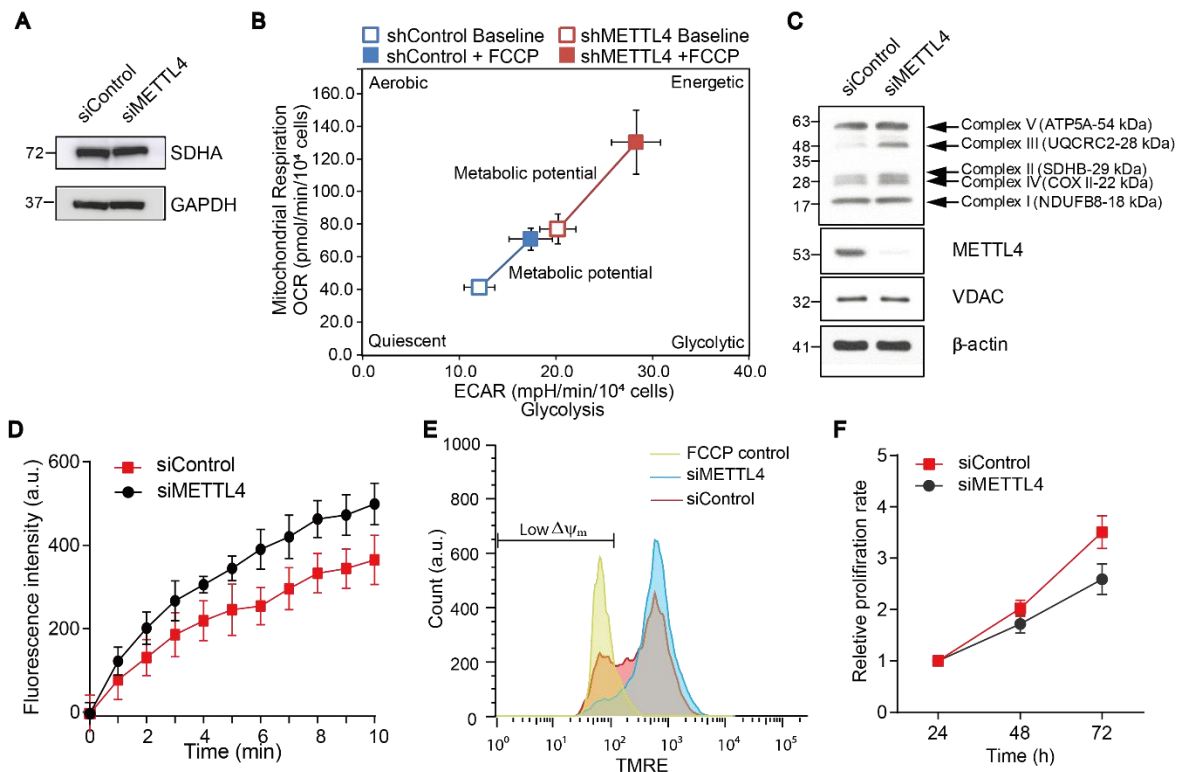 A
siControl
siMETTL4
72
SDHA
37
GAPDH
B
shControl Baseline
shMETTL4 Baseline
shControl + FCCP
shMETTL4 +FCCP
Aerobic
Energetic
160.0
140.0
120.0
100.0
80.0
60.0
40.0
20.0
0.0
Mitochondrial Respiration
OCR (pmol/min/10⁴ cells)
Metabolic potential
Metabolic potential
Quiescent
Glycolytic
10.0
20.0
30.0
40.0
0.0
ECAR (mpH/min/10⁴ cells)
Glycolysis
C
siControl
siMETTL4
63
48
35
28
17
Complex V (ATP5A-54 kDa)
Complex III (UQCRC2-28 kDa)
Complex II (SDHB-29 kDa)
Complex IV (COX II-22 kDa)
Complex I (NDUFB8-18 kDa)
53
METTL4
32
VDAC
41
β-actin
D
siControl
siMETTL4
600
400
200
0
Fluorescence intensity (a.u.)
0
2
4
6
8
10
Time (min)
E
FCCP control
siMETTL4
siControl
1000
800
600
400
200
0
Count (a.u.)
Low Δψm
10⁰
10¹
10²
10³
10⁴
10⁵
TMRE
F
siControl
siMETTL4
5
4
3
2
1
0
Reletive prolifiration rate
24
48
72
Time (h)